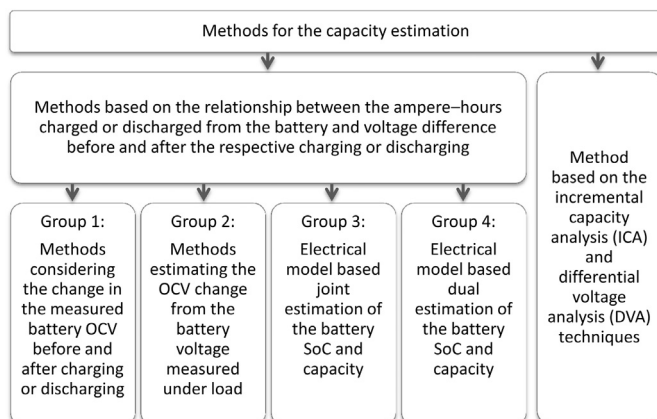 Methods for the capacity estimation
Methods based on the relationship between the ampere–hours
charged or discharged from the battery and voltage difference
before and after the respective charging or discharging
Group 1:
Methods
considering
the change in
the measured
battery OCV
before and
after charging
or discharging
Group 2:
Methods
estimating the
OCV change
from the
battery
voltage
measured
under load
Group 3:
Electrical
model based
joint
estimation of
the battery
SoC and
capacity
Group 4:
Electrical
model based
dual
estimation of
the battery
SoC and
capacity
Method
based on the
incremental
capacity
analysis (ICA)
and
differential
voltage
analysis (DVA)
techniques